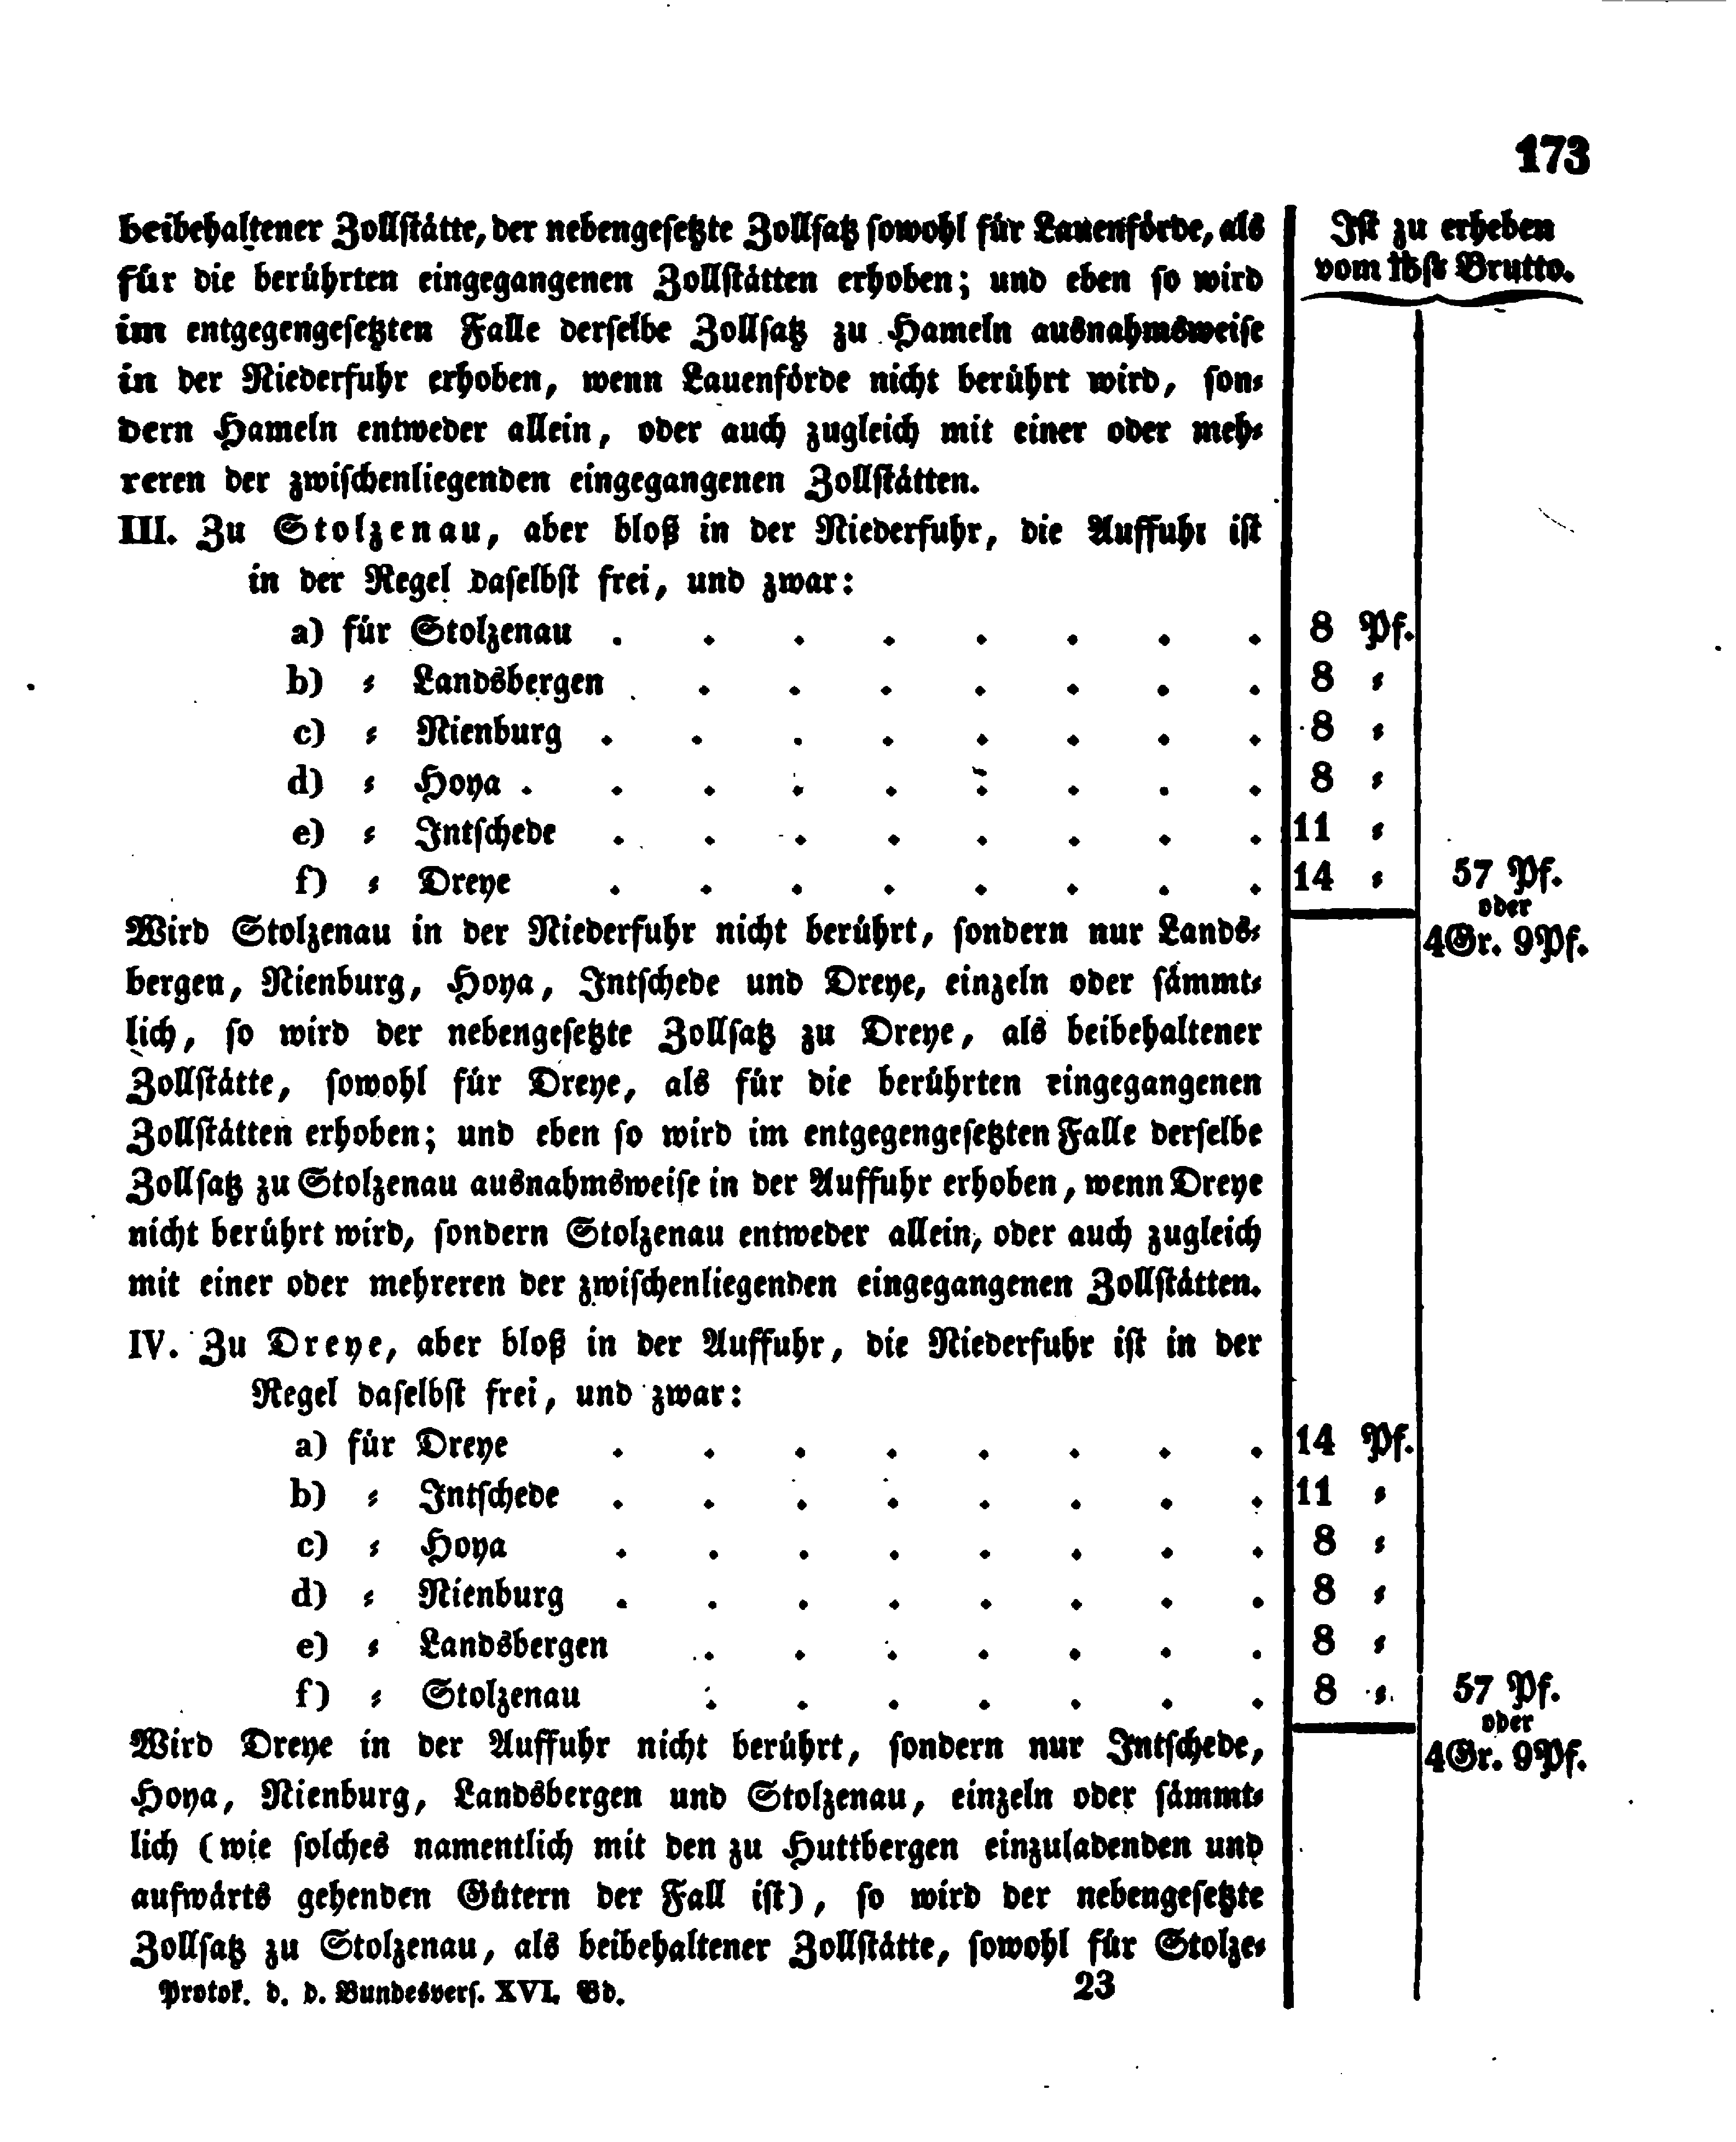 173
beibehaltener Zollstätte, der nebengesetzte Zollsatz sowohl für Lauenförde, als
für die berührten eingegangenen Zollstätten erhoben; und eben so wird
im entgegengesetzten Falle derselbe Zollsatz zu Hameln ausnahmsweise
in der Niederfuhr erhoben, wenn Lauenförde nicht berührt wird, son-
dern Hameln entweder allein, oder auch zugleich mit einer oder meh-
reren der zwischenliegenden eingegangenen Zollstätten.
Ist zu erheben
vom ℔ſt Brutto.
III. Zu Stolzenau, aber bloß in der Niederfuhr, die Auffuhr ist
in der Regel daselbst frei, und zwar:
a) für Stolzenau . . . . . . . . 8 Pf.
b) = Landsbergen . . . . . . . 8 =
c) = Nienburg . . . . . . . . 8 =
d) = Hoya . . . . . . . . . 8 =
e) = Intschede . . . . . . . . 11 =
f) = Dreye . . . . . . . . 14 = 57 Pf.
oder
4Gr. 9Pf.
Wird Stolzenau in der Niederfuhr nicht berührt, sondern nur Lands-
bergen, Nienburg, Hoya, Intschede und Dreye, einzeln oder sämmt-
lich, so wird der nebengesetzte Zollsatz zu Dreye, als beibehaltener
Zollstätte, sowohl für Dreye, als für die berührten eingegangenen
Zollstätten erhoben; und eben so wird im entgegengesetzten Falle derselbe
Zollsatz zu Stolzenau ausnahmsweise in der Auffuhr erhoben, wenn Dreye
nicht berührt wird, sondern Stolzenau entweder allein, oder auch zugleich
mit einer oder mehreren der zwischenliegenden eingegangenen Zollstätten.
IV. Zu Dreye, aber bloß in der Auffuhr, die Niederfuhr ist in der
Regel daselbst frei, und zwar:
a) für Dreye . . . . . . . . 14 Pf.
b) = Intschede . . . . . . . . 11 =
c) = Hoya . . . . . . . . 8 =
d) = Nienburg . . . . . . . . 8 =
e) = Landsbergen . . . . . . . 8 =
f) = Stolzenau . . . . . . . 8 = 57 Pf.
oder
4Gr. 9Pf.
Wird Dreye in der Auffuhr nicht berührt, sondern nur Intschede,
Hoya, Nienburg, Landsbergen und Stolzenau, einzeln oder sämmt-
lich (wie solches namentlich mit den zu Huttbergen einzuladenden und
aufwärts gehenden Gütern der Fall ist), so wird der nebengesetzte
Zollsatz zu Stolzenau, als beibehaltener Zollstätte, sowohl für Stolze-
Protok. d. d. Bundesvers. XVI. Bd. 23